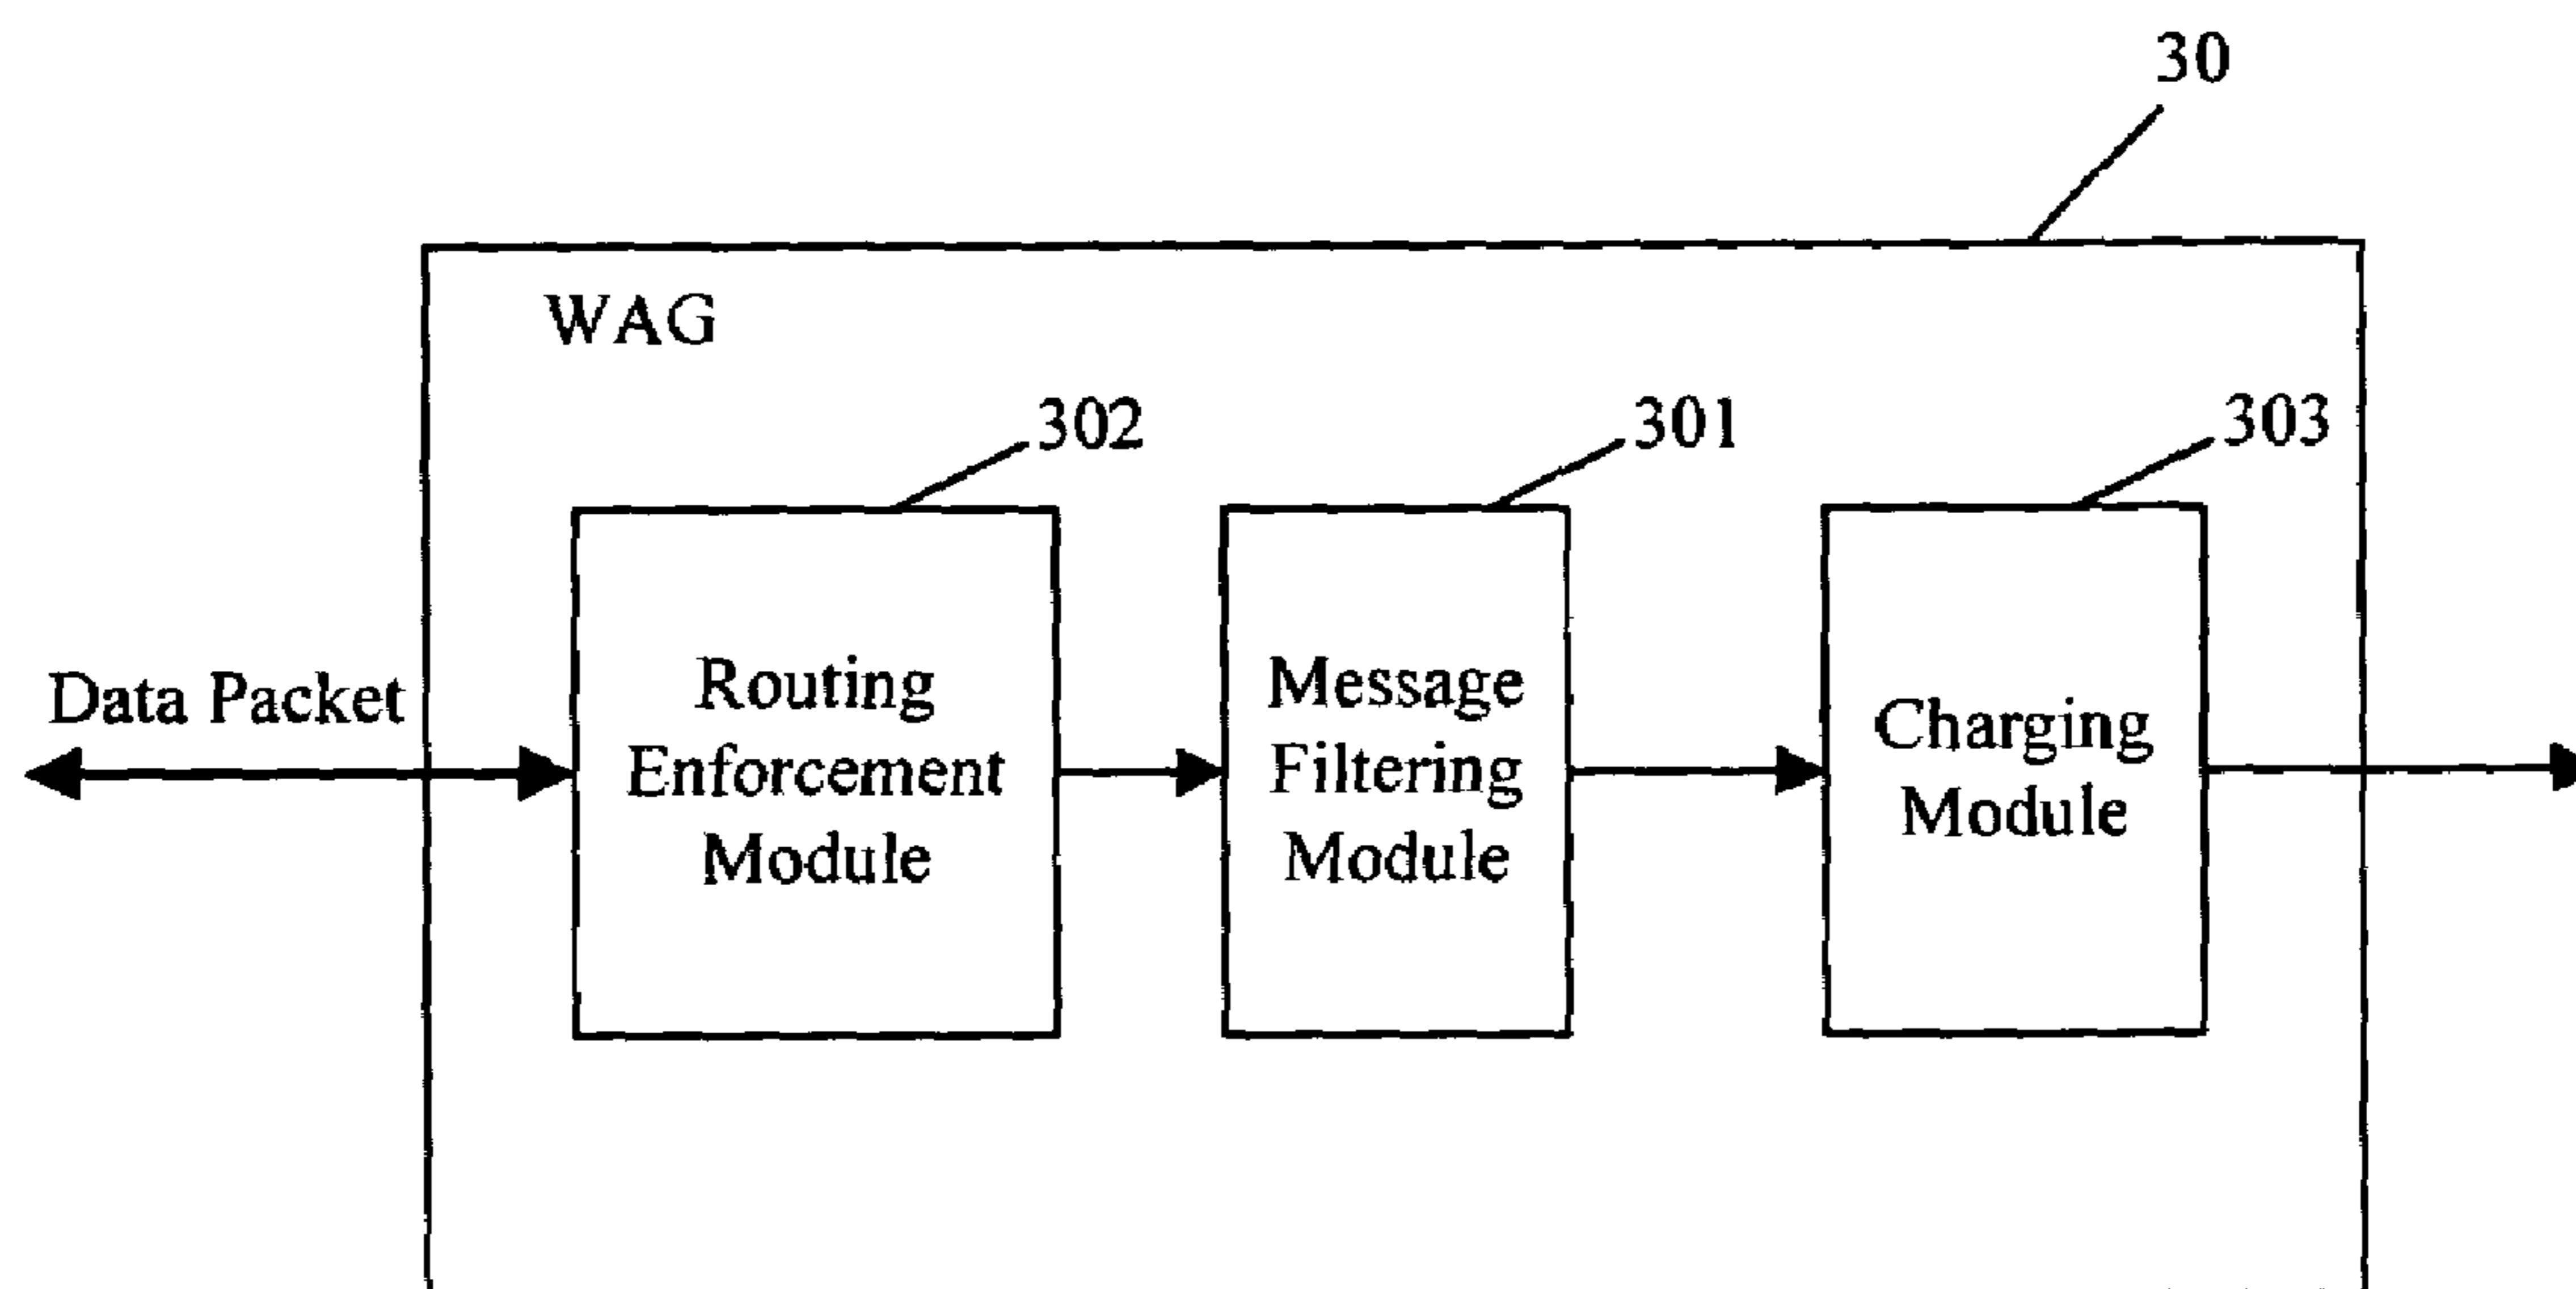 30
WAG
302
301
303
Data Packet
Routing
Enforcement
Module
Message
Filtering
Module
Charging
Module